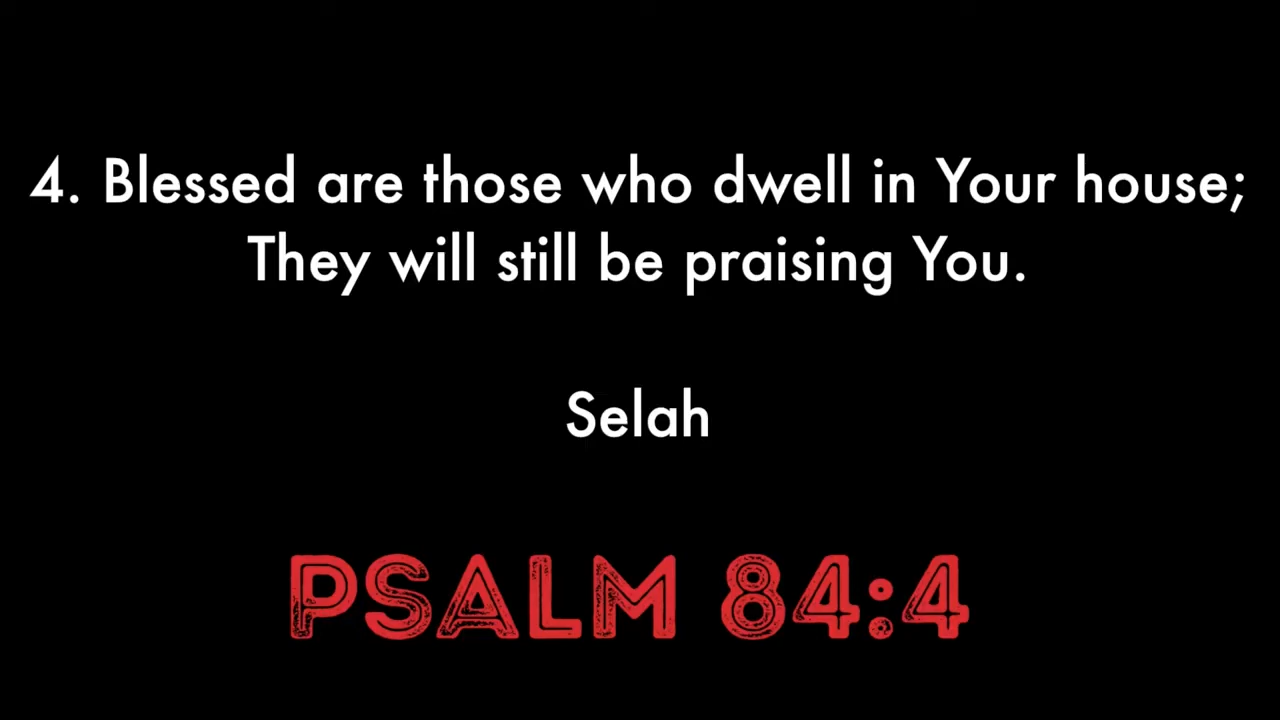 4. Blessed are those who dwell in Your house;
They will still be praising You.
Selah
PSALM 84:4